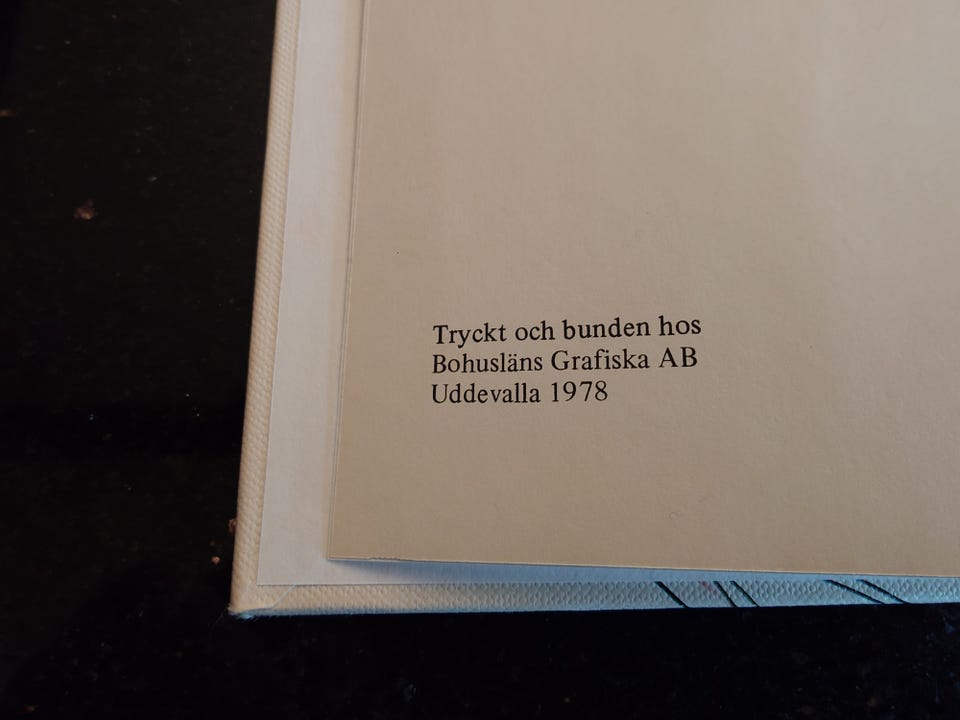 Tryckt och bunden hos
Bohusläns Grafiska AB
Uddevalla 1978